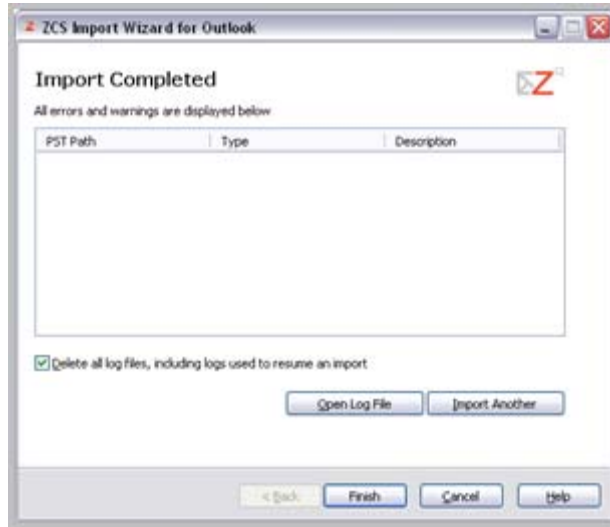 ZCS Import Wizard for Outlook
Import Completed
Z
All errors and warnings are displayed below
PST Path Type Description
Delete all log files, including logs used to resume an import
Open Log File Import Another
< Back Finish Cancel Help